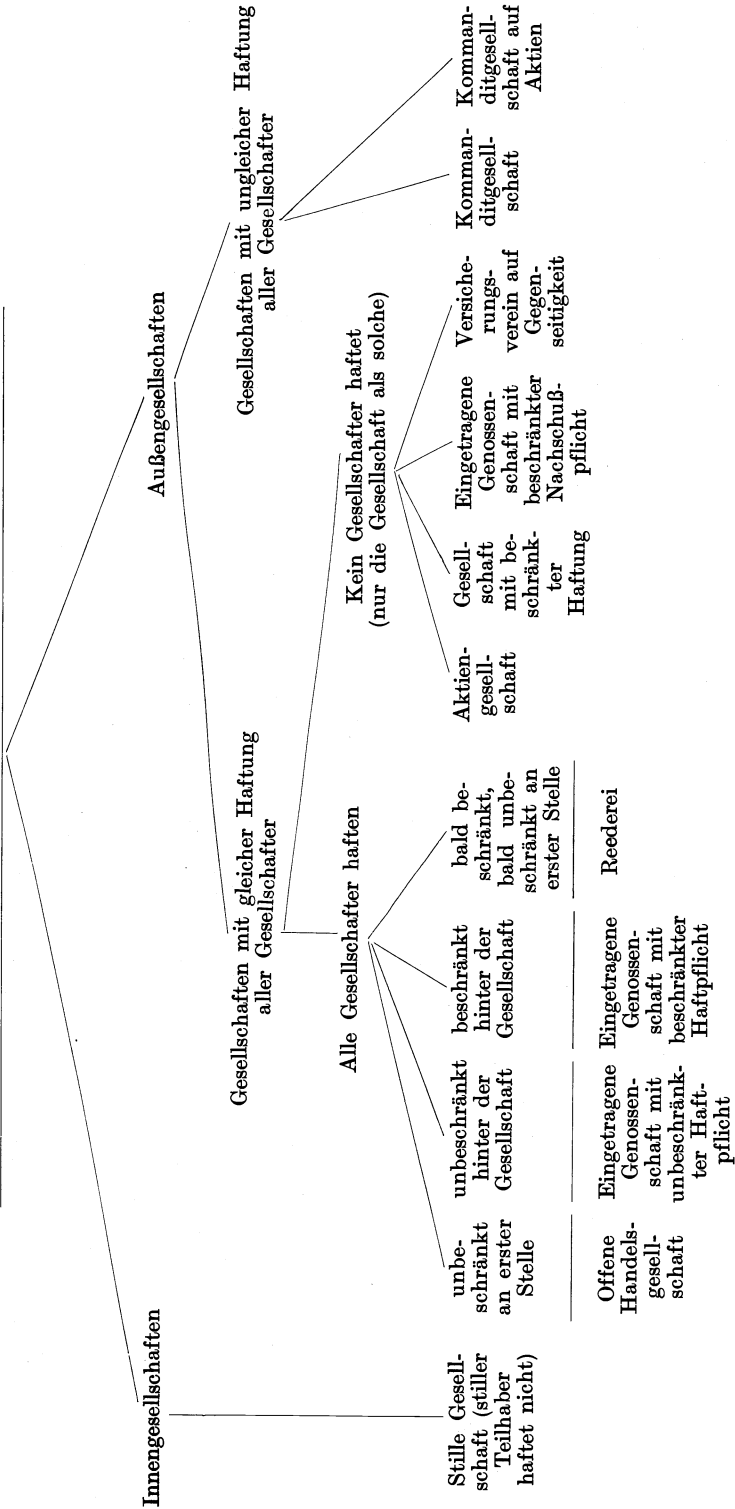 Innengesellschaften
Außengesellschaften
Gesellschaften mit gleicher Haftung
aller Gesellschafter
Gesellschaften mit ungleicher Haftung
aller Gesellschafter
Alle Gesellschafter haften
Kein Gesellschafter haftet
(nur die Gesellschaft als solche)
Stille Gesell-
schaft (stiller
Teilhaber
haftet nicht)
unbe-
schränkt
an erster
Stelle
unbeschränkt
hinter der
Gesellschaft
beschränkt
hinter der
Gesellschaft
bald be-
schränkt,
bald unbe-
schränkt an
erster Stelle
Aktien-
gesell-
schaft
Gesell-
schaft
mit be-
schränk-
ter
Haftung
Eingetragene
Genossen-
schaft mit
beschränkter
Nachschuß-
pflicht
Versiche-
rungs-
verein auf
Gegen-
seitigkeit
Komman-
ditgesell-
schaft
Komman-
ditgesell-
schaft auf
Aktien
Offene
Handels-
gesell-
schaft
Eingetragene
Genossen-
schaft mit
unbeschränk-
ter Haft-
pflicht
Eingetragene
Genossen-
schaft mit
beschränkter
Haftpflicht
Reederei